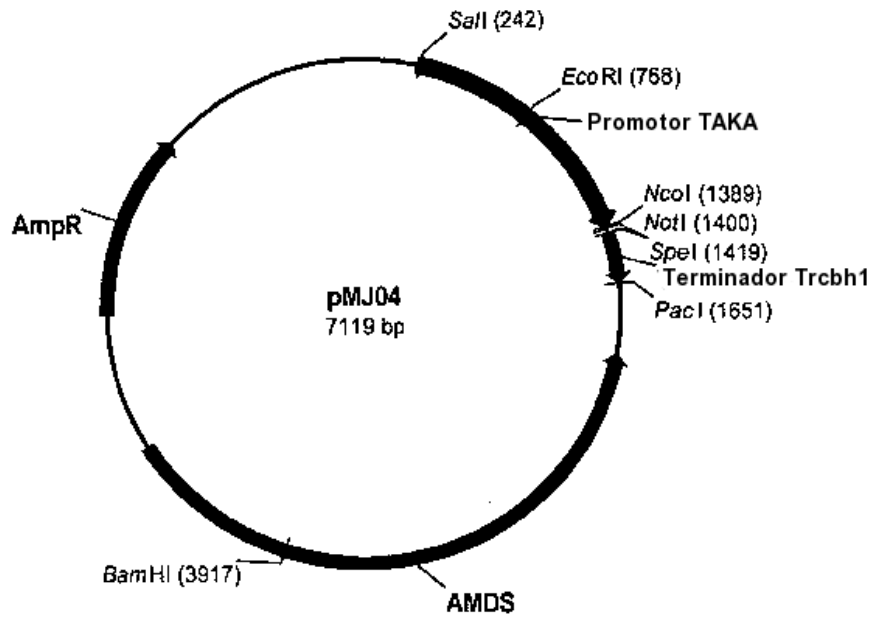 SalI (242)
EcoRI (768)
Promotor TAKA
NcoI (1389)
NotI (1400)
SpeI (1419)
Terminador Trcbh1
PacI (1651)
AmpR
pMJ04
7119 bp
BamHI (3917)
AMDS